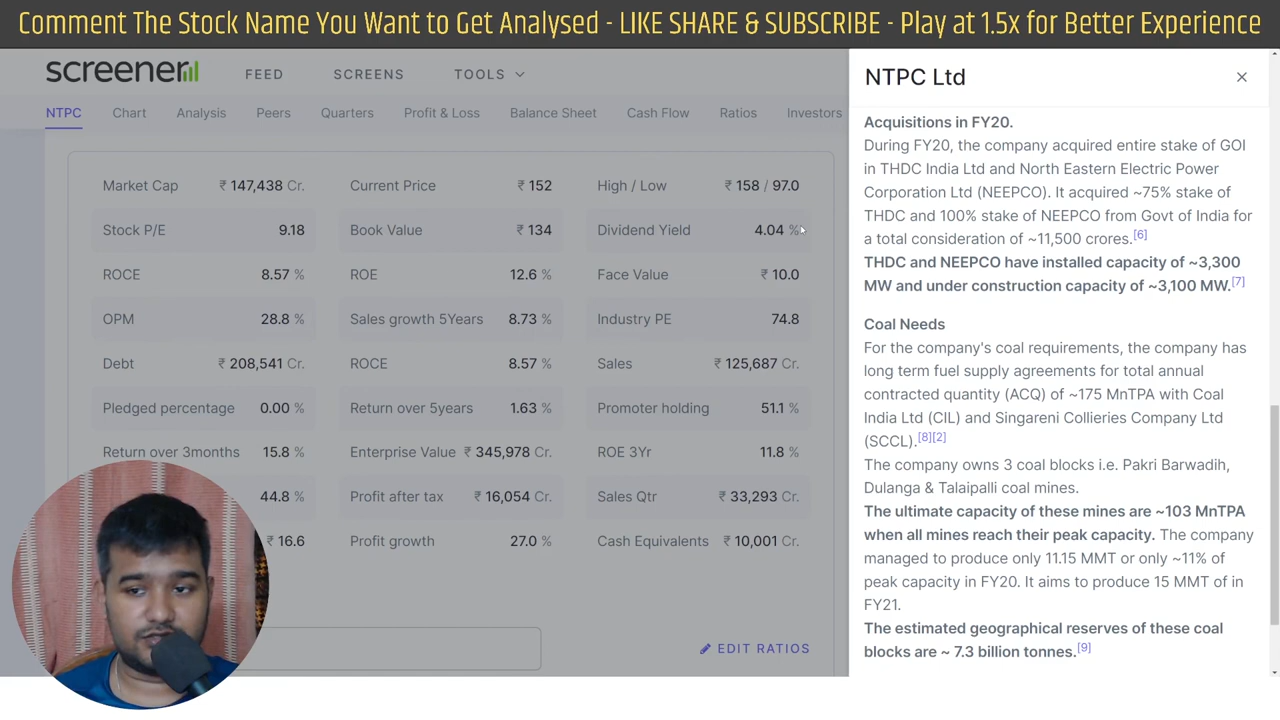 Comment The Stock Name You Want to Get Analysed - LIKE SHARE & SUBSCRIBE - Play at 1.5x for Better Experience
screener
FEED SCREENS TOOLS
NTPC Chart Analysis Peers Quarters Profit & Loss Balance Sheet Cash Flow Ratios Investors
Market Cap ₹ 147,438 Cr. Current Price ₹ 152 High / Low ₹ 158 / 97.0
Stock P/E 9.18 Book Value ₹ 134 Dividend Yield 4.04 %
ROCE 8.57 % ROE 12.6 % Face Value ₹ 10.0
OPM 28.8 % Sales growth 5Years 8.73 % Industry PE 74.8
Debt ₹ 208,541 Cr. ROCE 8.57 % Sales ₹ 125,687 Cr.
Pledged percentage 0.00 % Return over 5years 1.63 % Promoter holding 51.1 %
Return over 3months 15.8 % Enterprise Value ₹ 345,978 Cr. ROE 3Yr 11.8 %
44.8 % Profit after tax ₹ 16,054 Cr. Sales Qtr ₹ 33,293 Cr.
₹ 16.6 Profit growth 27.0 % Cash Equivalents ₹ 10,001 Cr.
EDIT RATIOS
NTPC Ltd
Acquisitions in FY20.
During FY20, the company acquired entire stake of GOI
in THDC India Ltd and North Eastern Electric Power
Corporation Ltd (NEEPCO). It acquired ~75% stake of
THDC and 100% stake of NEEPCO from Govt of India for
a total consideration of ~11,500 crores.[6]
THDC and NEEPCO have installed capacity of ~3,300
MW and under construction capacity of ~3,100 MW.[7]
Coal Needs
For the company's coal requirements, the company has
long term fuel supply agreements for total annual
contracted quantity (ACQ) of ~175 MnTPA with Coal
India Ltd (CIL) and Singareni Collieries Company Ltd
(SCCL).[8][2]
The company owns 3 coal blocks i.e. Pakri Barwadih,
Dulanga & Talaipalli coal mines.
The ultimate capacity of these mines are ~103 MnTPA
when all mines reach their peak capacity. The company
managed to produce only 11.15 MMT or only ~11% of
peak capacity in FY20. It aims to produce 15 MMT of in
FY21.
The estimated geographical reserves of these coal
blocks are ~ 7.3 billion tonnes.[9]